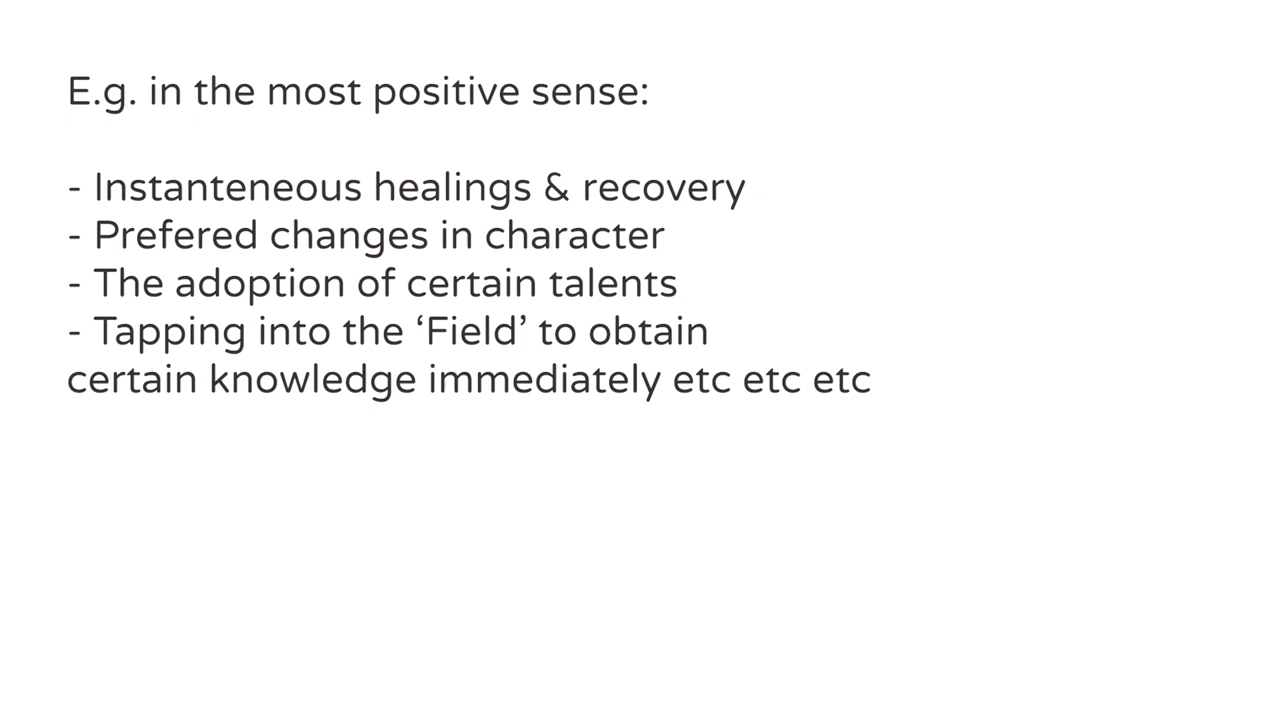 E.g. in the most positive sense:
- Instanteneous healings & recovery
- Prefered changes in character
- The adoption of certain talents
- Tapping into the ‘Field’ to obtain
certain knowledge immediately etc etc etc